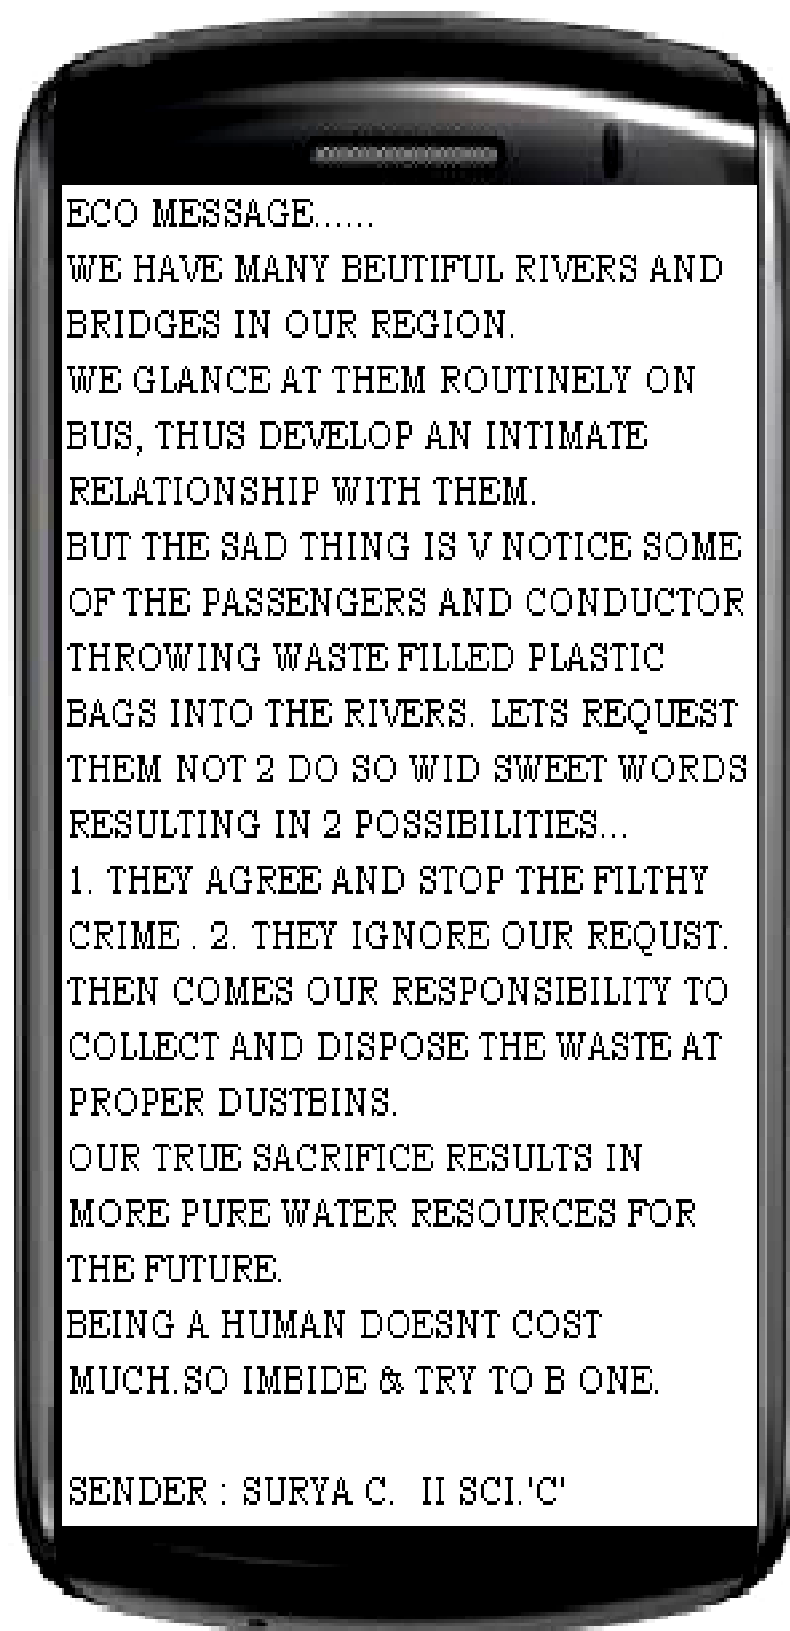 ECO MESSAGE......
WE HAVE MANY BEUTIFUL RIVERS AND
BRIDGES IN OUR REGION.
WE GLANCE AT THEM ROUTINELY ON
BUS, THUS DEVELOP AN INTIMATE
RELATIONSHIP WITH THEM.
BUT THE SAD THING IS V NOTICE SOME
OF THE PASSENGERS AND CONDUCTOR
THROWING WASTE FILLED PLASTIC
BAGS INTO THE RIVERS. LETS REQUEST
THEM NOT 2 DO SO WID SWEET WORDS
RESULTING IN 2 POSSIBILITIES...
1. THEY AGREE AND STOP THE FILTHY
CRIME . 2. THEY IGNORE OUR REQUST.
THEN COMES OUR RESPONSIBILITY TO
COLLECT AND DISPOSE THE WASTE AT
PROPER DUSTBINS.
OUR TRUE SACRIFICE RESULTS IN
MORE PURE WATER RESOURCES FOR
THE FUTURE.
BEING A HUMAN DOESNT COST
MUCH.SO IMBIDE & TRY TO B ONE.
SENDER : SURYA C.  II SCI.'C'